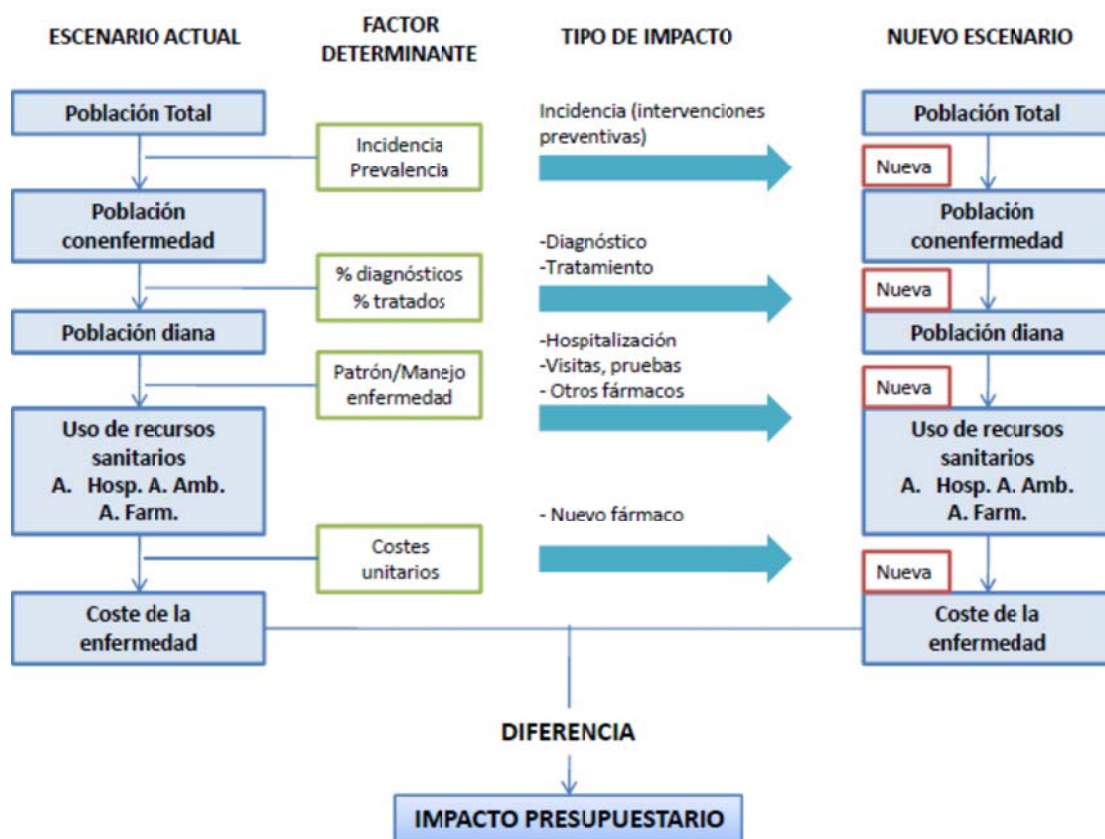 ESCENARIO ACTUAL
FACTOR
DETERMINANTE
TIPO DE IMPACTO
NUEVO ESCENARIO
Población Total
Incidencia
Prevalencia
Incidencia (intervenciones
preventivas)
Población Total
Nueva
Población
conenfermedad
Población
conenfermedad
% diagnósticos
% tratados
-Diagnóstico
-Tratamiento
Nueva
Población diana
Población diana
Patrón/Manejo
enfermedad
-Hospitalización
-Visitas, pruebas
- Otros fármacos
Nueva
Uso de recursos
sanitarios
A. Hosp. A. Amb.
A. Farm.
Uso de recursos
sanitarios
A. Hosp. A. Amb.
A. Farm.
Costes
unitarios
- Nuevo fármaco
Nueva
Coste de la
enfermedad
Coste de la
enfermedad
DIFERENCIA
IMPACTO PRESUPUESTARIO